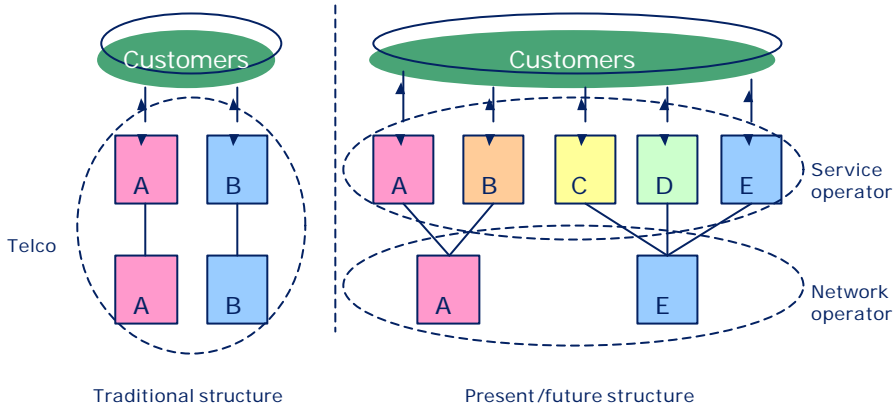 Customers
Customers
A
B
A
B
C
D
E
Service
operator
Telco
A
B
A
E
Network
operator
Traditional structure
Present/future structure